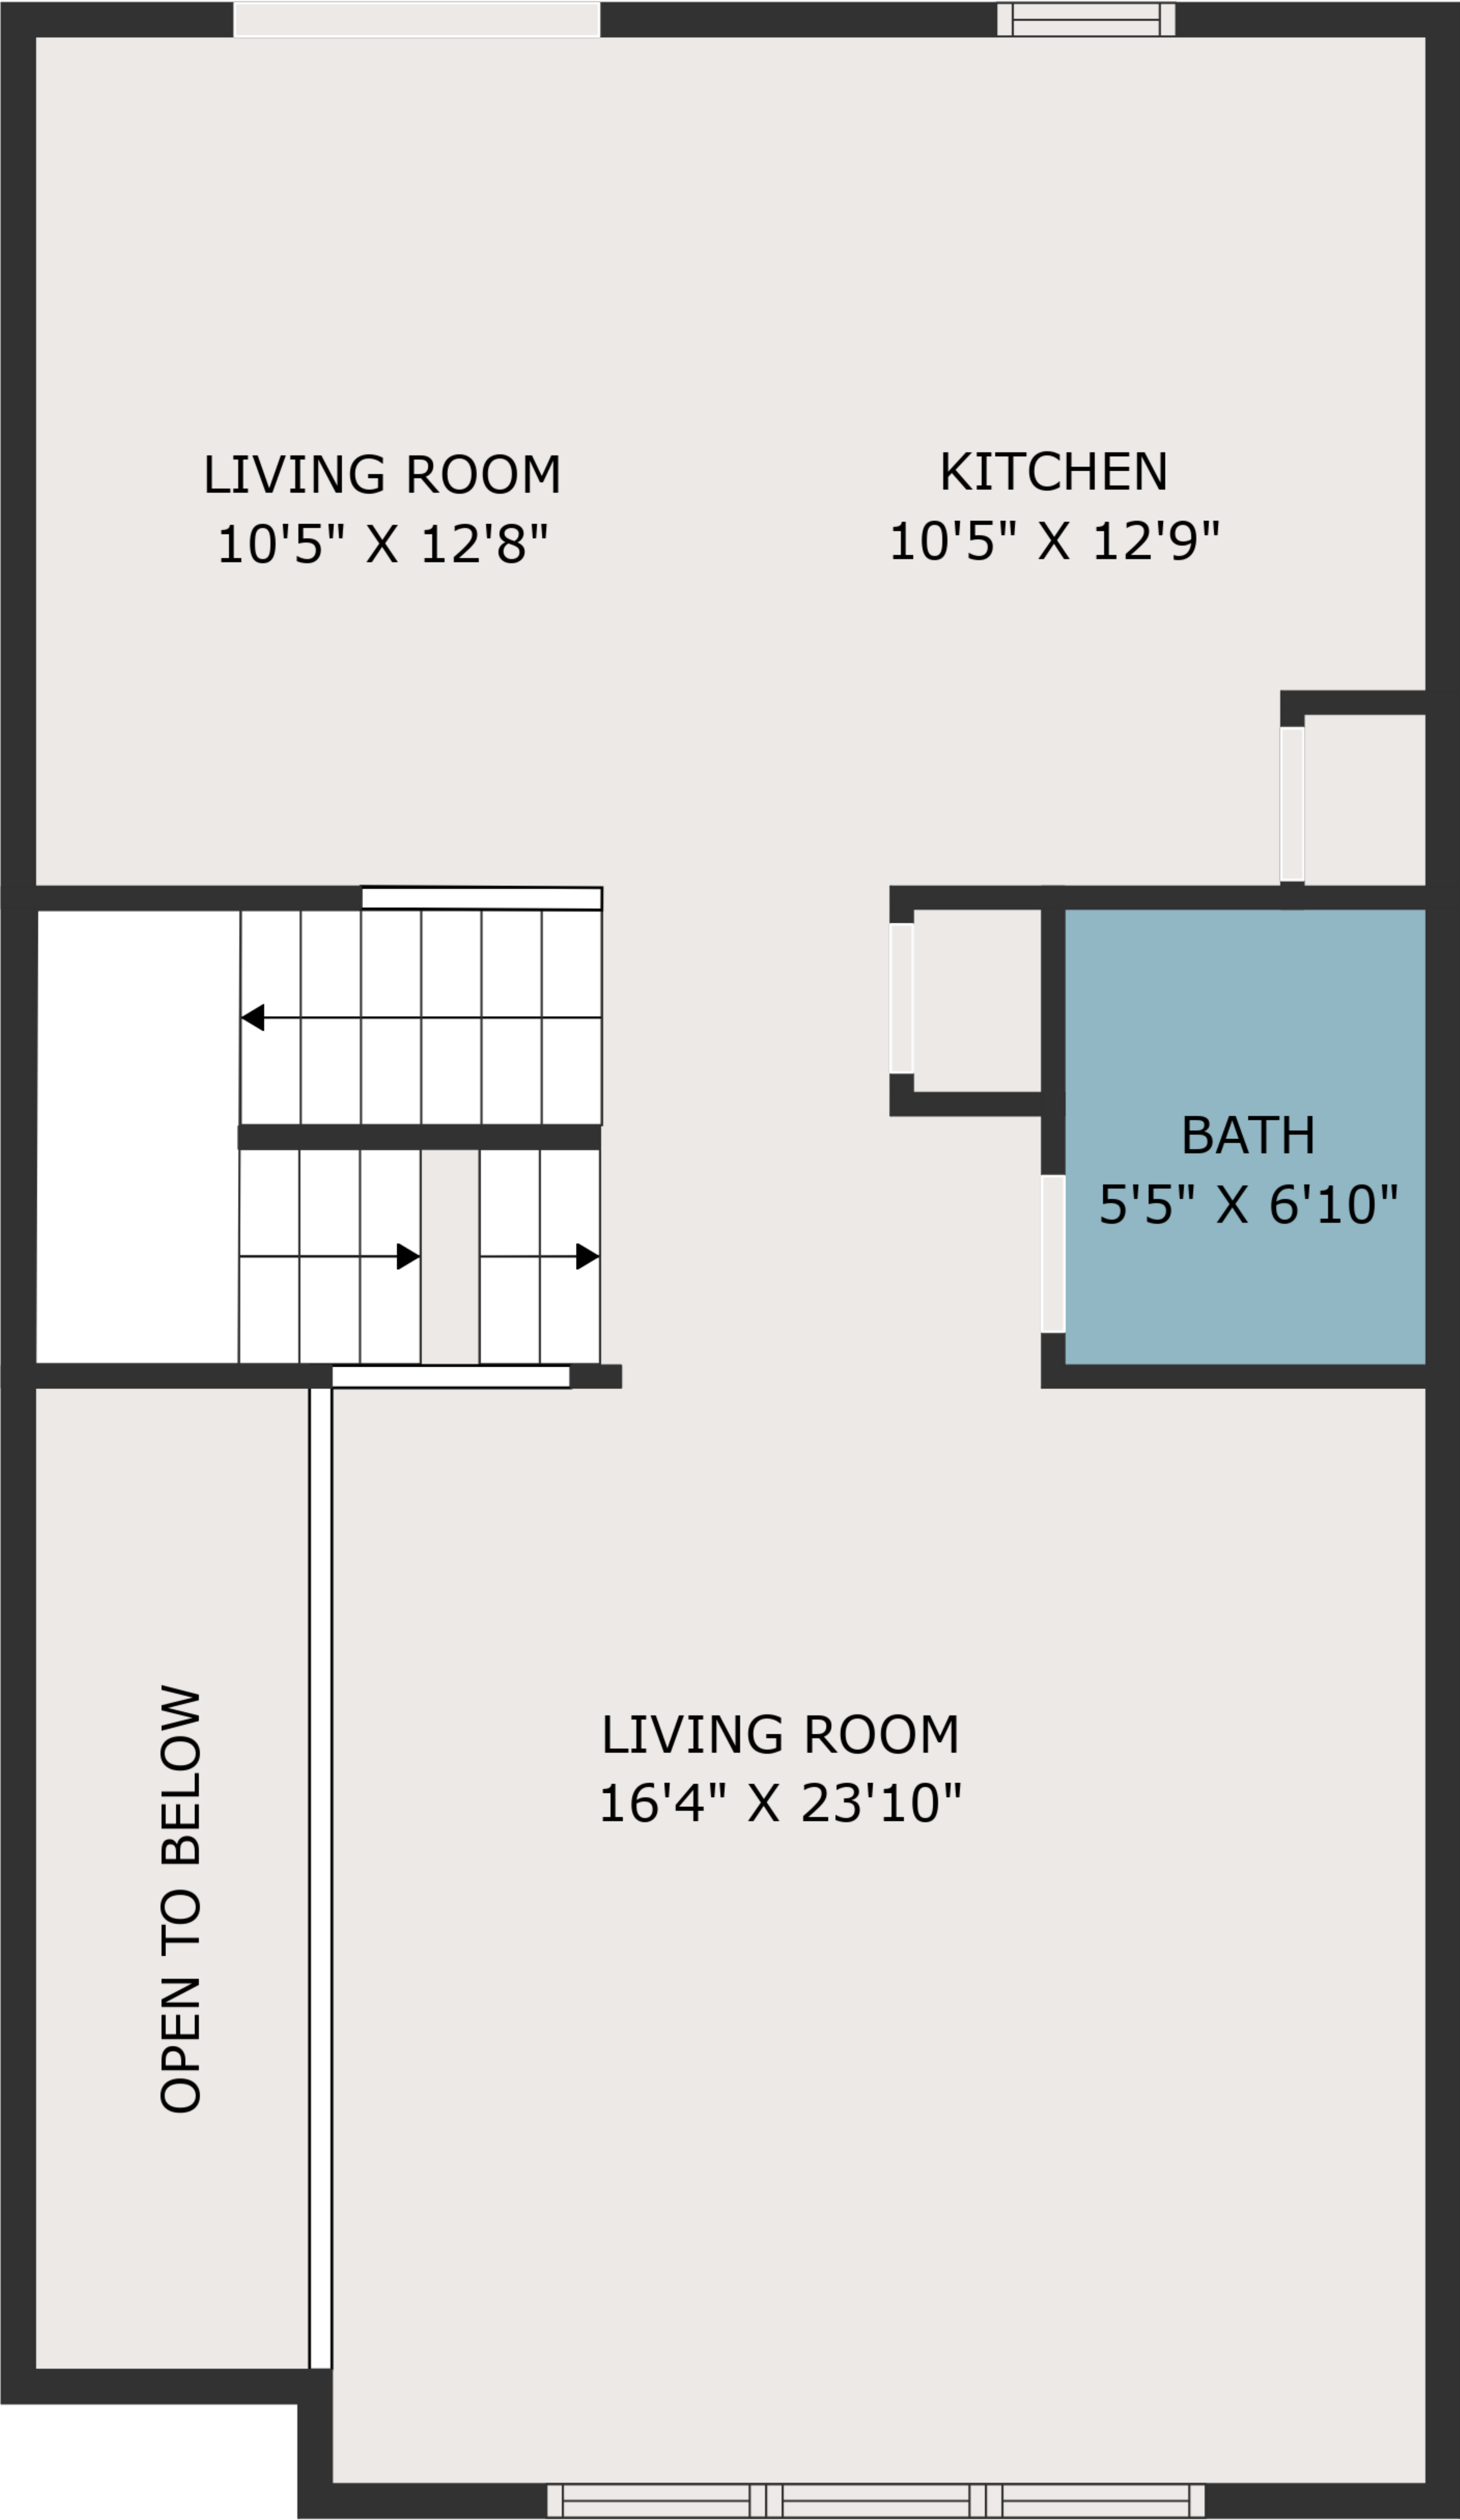 LIVING ROOM
10'5" X 12'8"
KITCHEN
10'5" X 12'9"
BATH
5'5" X 6'10"
LIVING ROOM
16'4" X 23'10"
OPEN TO BELOW